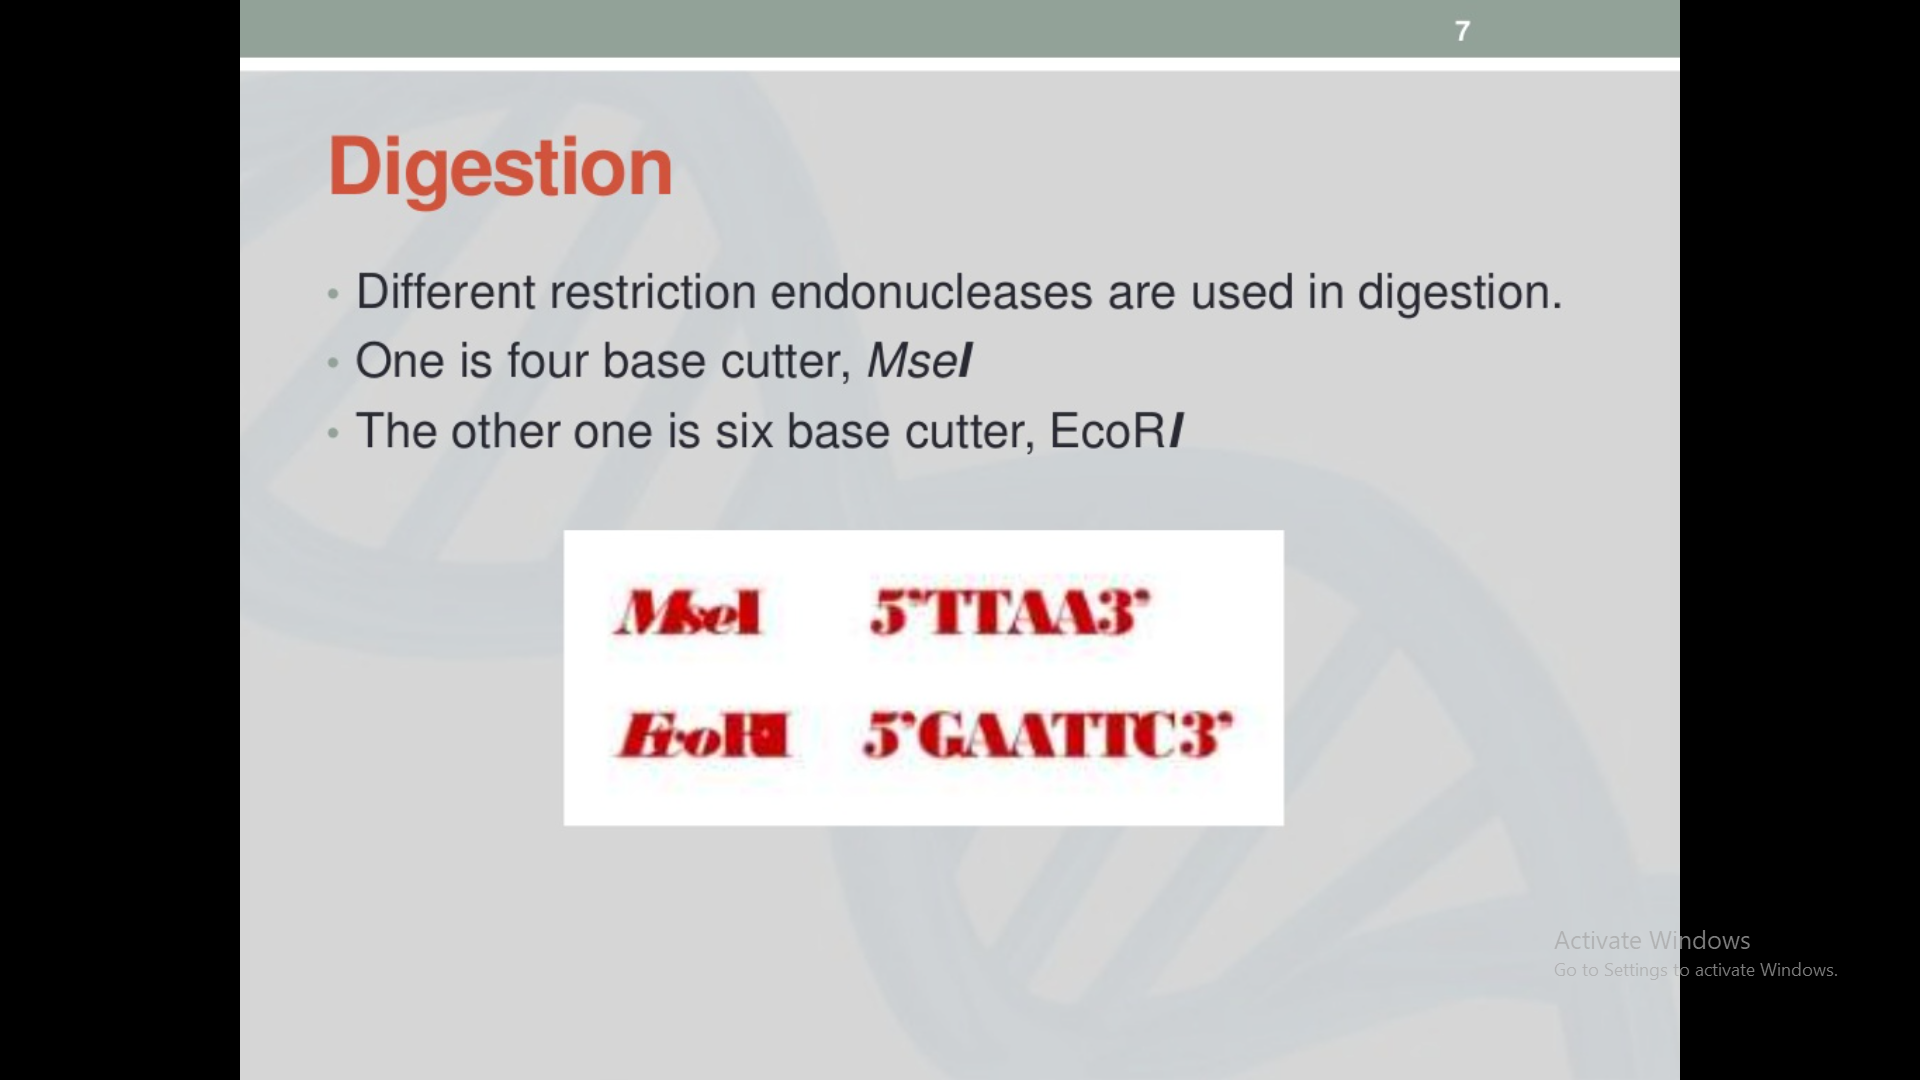 7
Digestion
• Different restriction endonucleases are used in digestion.
• One is four base cutter, MseI
• The other one is six base cutter, EcoRI
MseI 5'TTAA3'
EcoRI 5'GAATTC3'
Activate Windows
Go to Settings to activate Windows.